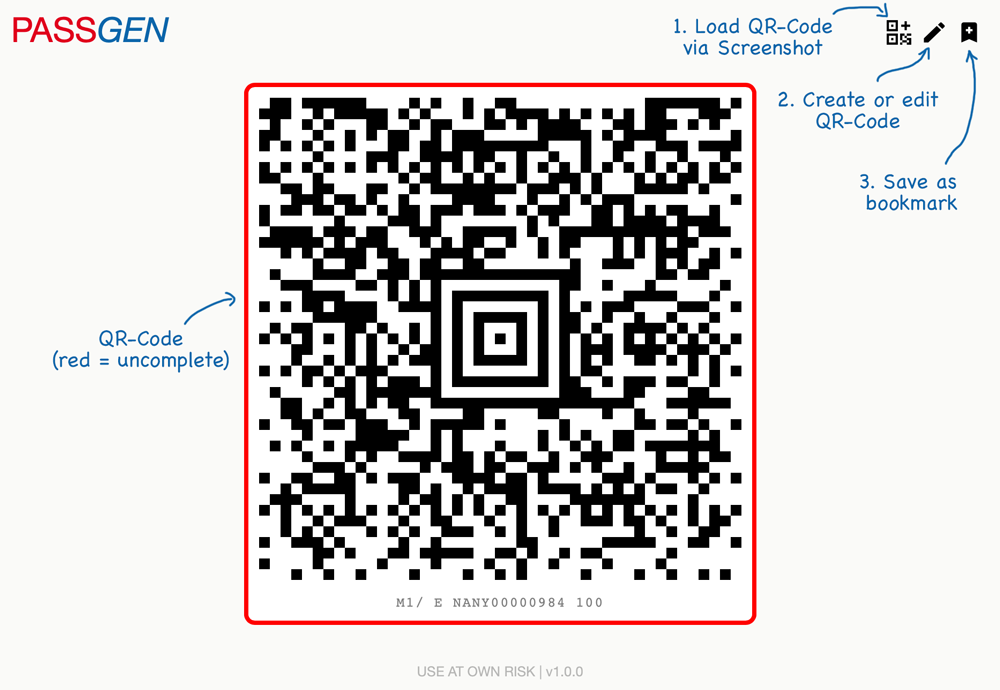 PASSGEN
1. Load QR-Code
via Screenshot
2. Create or edit
QR-Code
3. Save as
bookmark
QR-Code
(red = uncomplete)
M1/ E NANY00000984 100
USE AT OWN RISK | v1.0.0